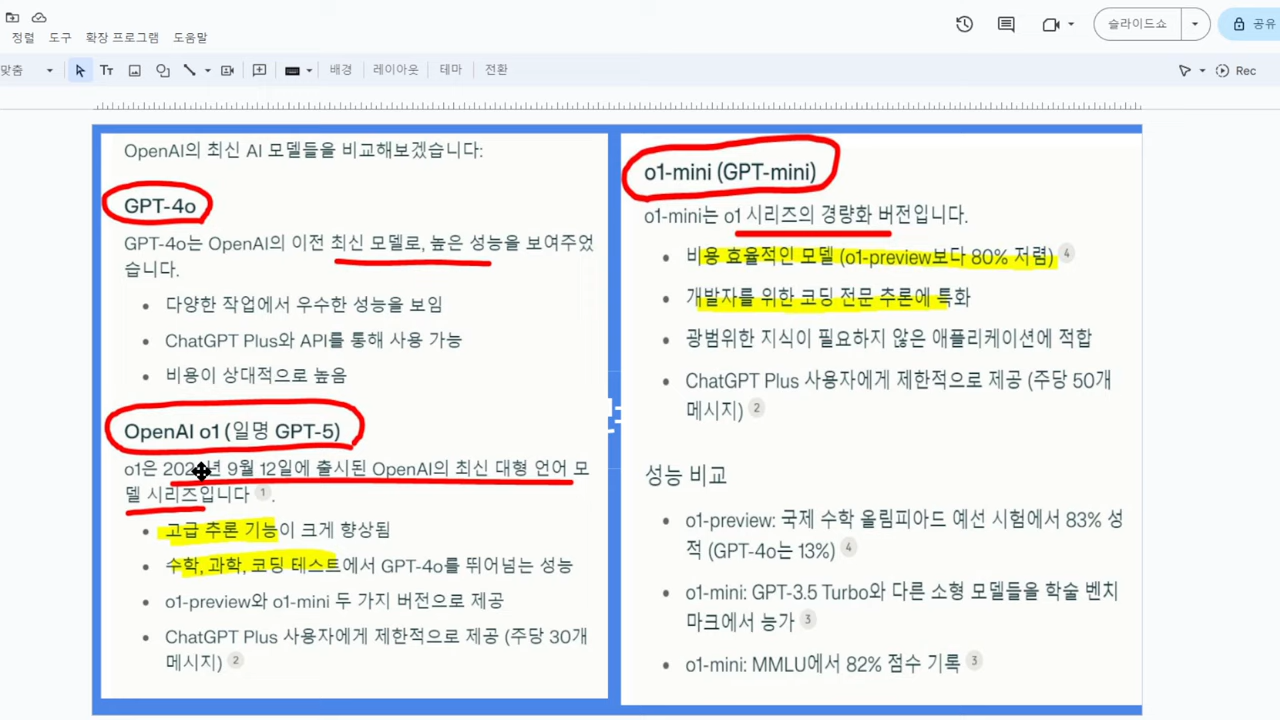 정렬 도구 확장 프로그램 도움말
슬라이드쇼
공유
맞춤
Tт
배경 레이아웃 테마 전환
Rec
OpenAI의 최신 AI 모델들을 비교해보겠습니다:
GPT-4o
GPT-4o는 OpenAI의 이전 최신 모델로, 높은 성능을 보여주었
습니다.
• 다양한 작업에서 우수한 성능을 보임
• ChatGPT Plus와 API를 통해 사용 가능
• 비용이 상대적으로 높음
OpenAI o1 (일명 GPT-5)
o1은 년 9월 12일에 출시된 OpenAI의 최신 대형 언어 모
델 시리즈입니다 1 .
• 고급 추론 기능이 크게 향상됨
• 수학, 과학, 코딩 테스트에서 GPT-4o를 뛰어넘는 성능
• o1-preview와 o1-mini 두 가지 버전으로 제공
• ChatGPT Plus 사용자에게 제한적으로 제공 (주당 30개
메시지) 2
o1-mini (GPT-mini)
o1-mini는 o1 시리즈의 경량화 버전입니다.
• 비용 효율적인 모델 (o1-preview보다 80% 저렴) 4
• 개발자를 위한 코딩 전문 추론에 특화
• 광범위한 지식이 필요하지 않은 애플리케이션에 적합
• ChatGPT Plus 사용자에게 제한적으로 제공 (주당 50개
메시지) 2
성능 비교
• o1-preview: 국제 수학 올림피아드 예선 시험에서 83% 성
적 (GPT-4o는 13%) 4
• o1-mini: GPT-3.5 Turbo와 다른 소형 모델들을 학술 벤치
마크에서 능가 3
• o1-mini: MMLU에서 82% 점수 기록 3